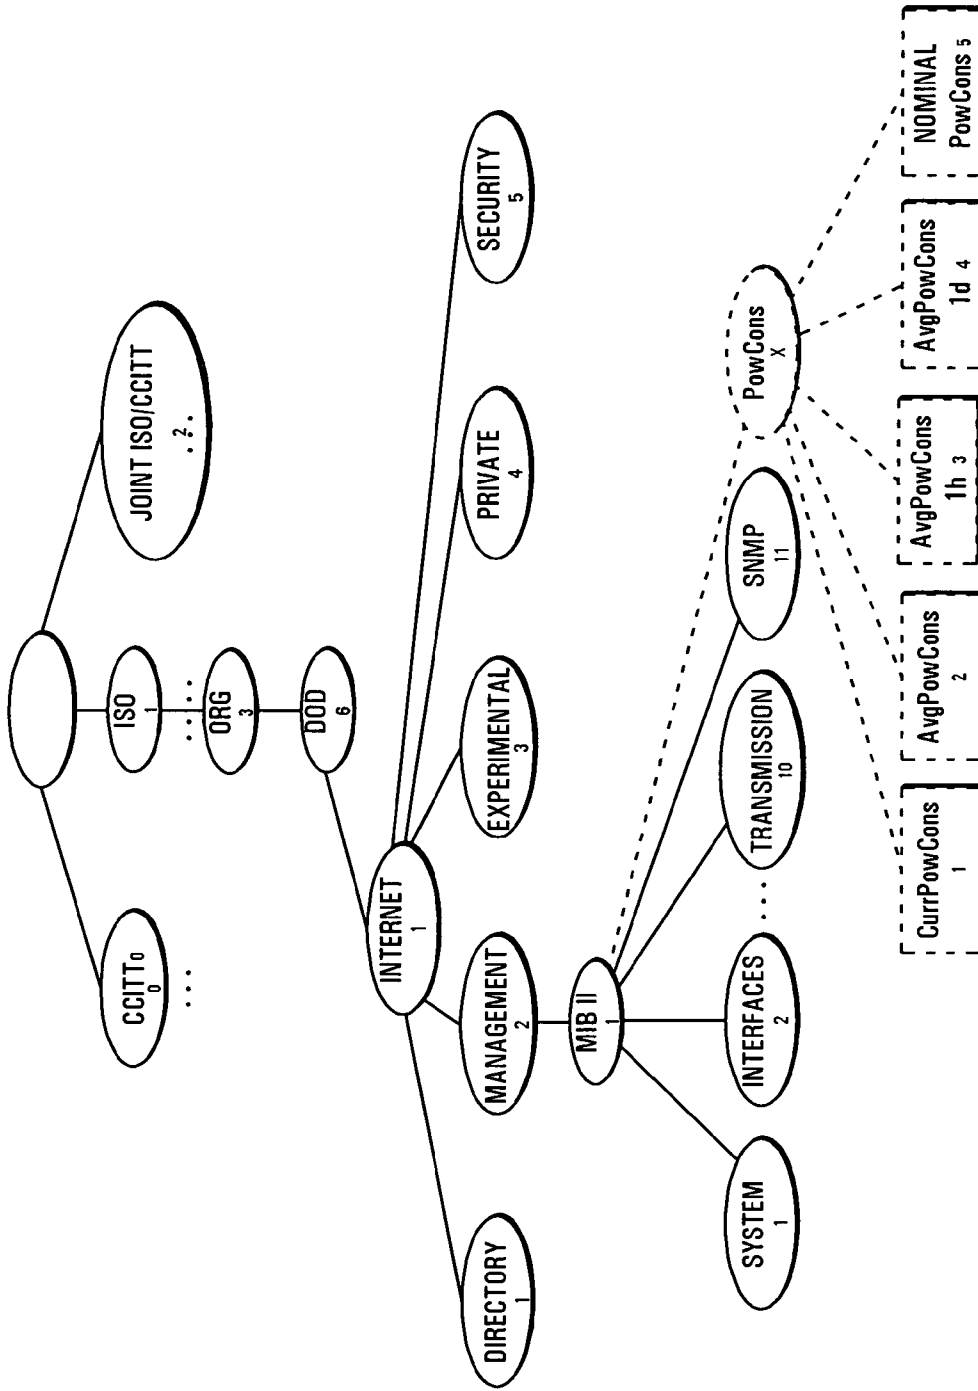 CCITT0
0
. . . .
ISO
1
. . . . .
JOINT ISO/CCITT
2
. . .
ORG
3
DOD
6
INTERNET
1
DIRECTORY
1
MANAGEMENT
2
EXPERIMENTAL
3
PRIVATE
4
SECURITY
5
MIB II
1
SYSTEM
1
INTERFACES
2
. . . .
TRANSMISSION
10
SNMP
11
PowCons
X
CurrPowCons
1
AvgPowCons
2
AvgPowCons
1h 3
AvgPowCons
1d 4
NOMINAL
PowCons 5